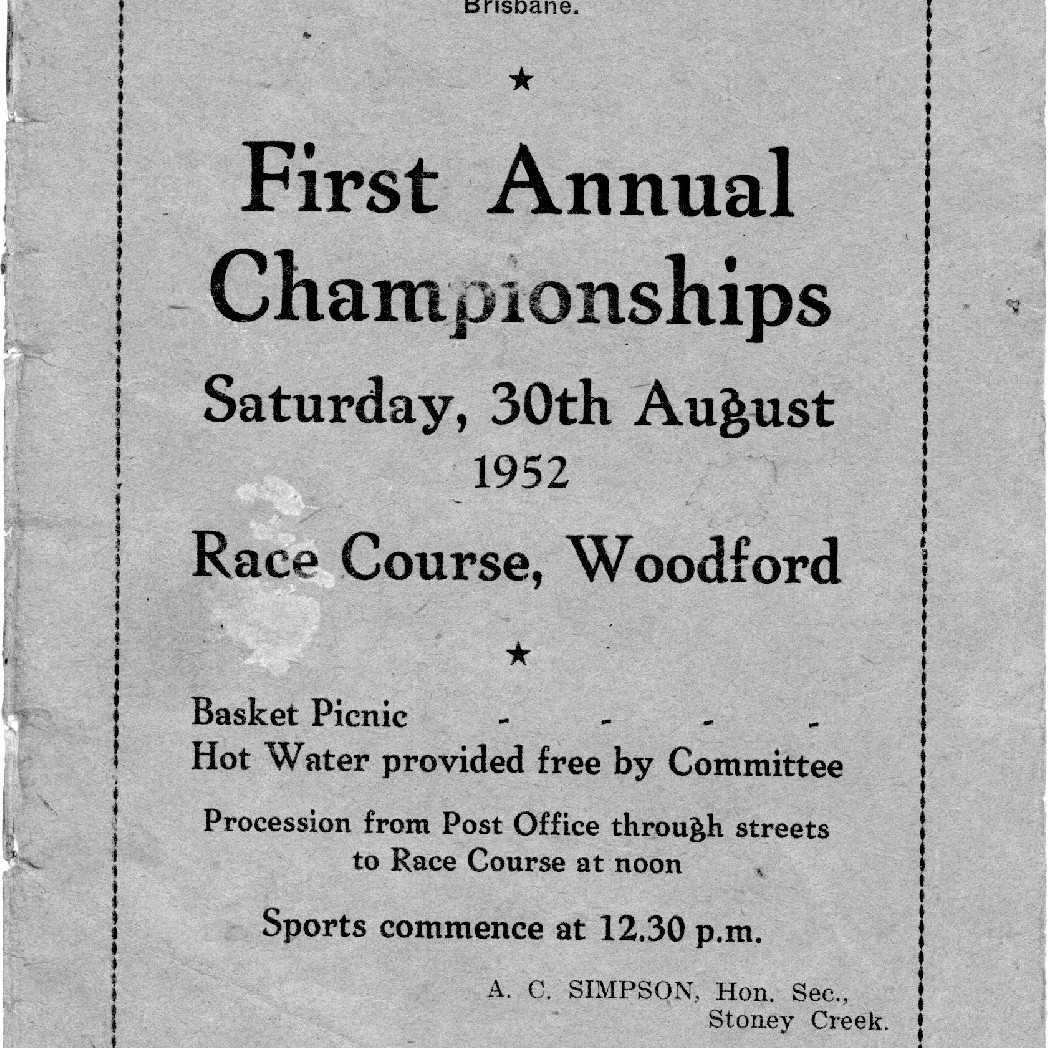 Brisbane.
First Annual
Championships
Saturday, 30th August
1952
Race Course, Woodford
Basket Picnic - - - -
Hot Water provided free by Committee
Procession from Post Office through streets
to Race Course at noon
Sports commence at 12.30 p.m.
A. C. SIMPSON, Hon. Sec.,
Stoney Creek.